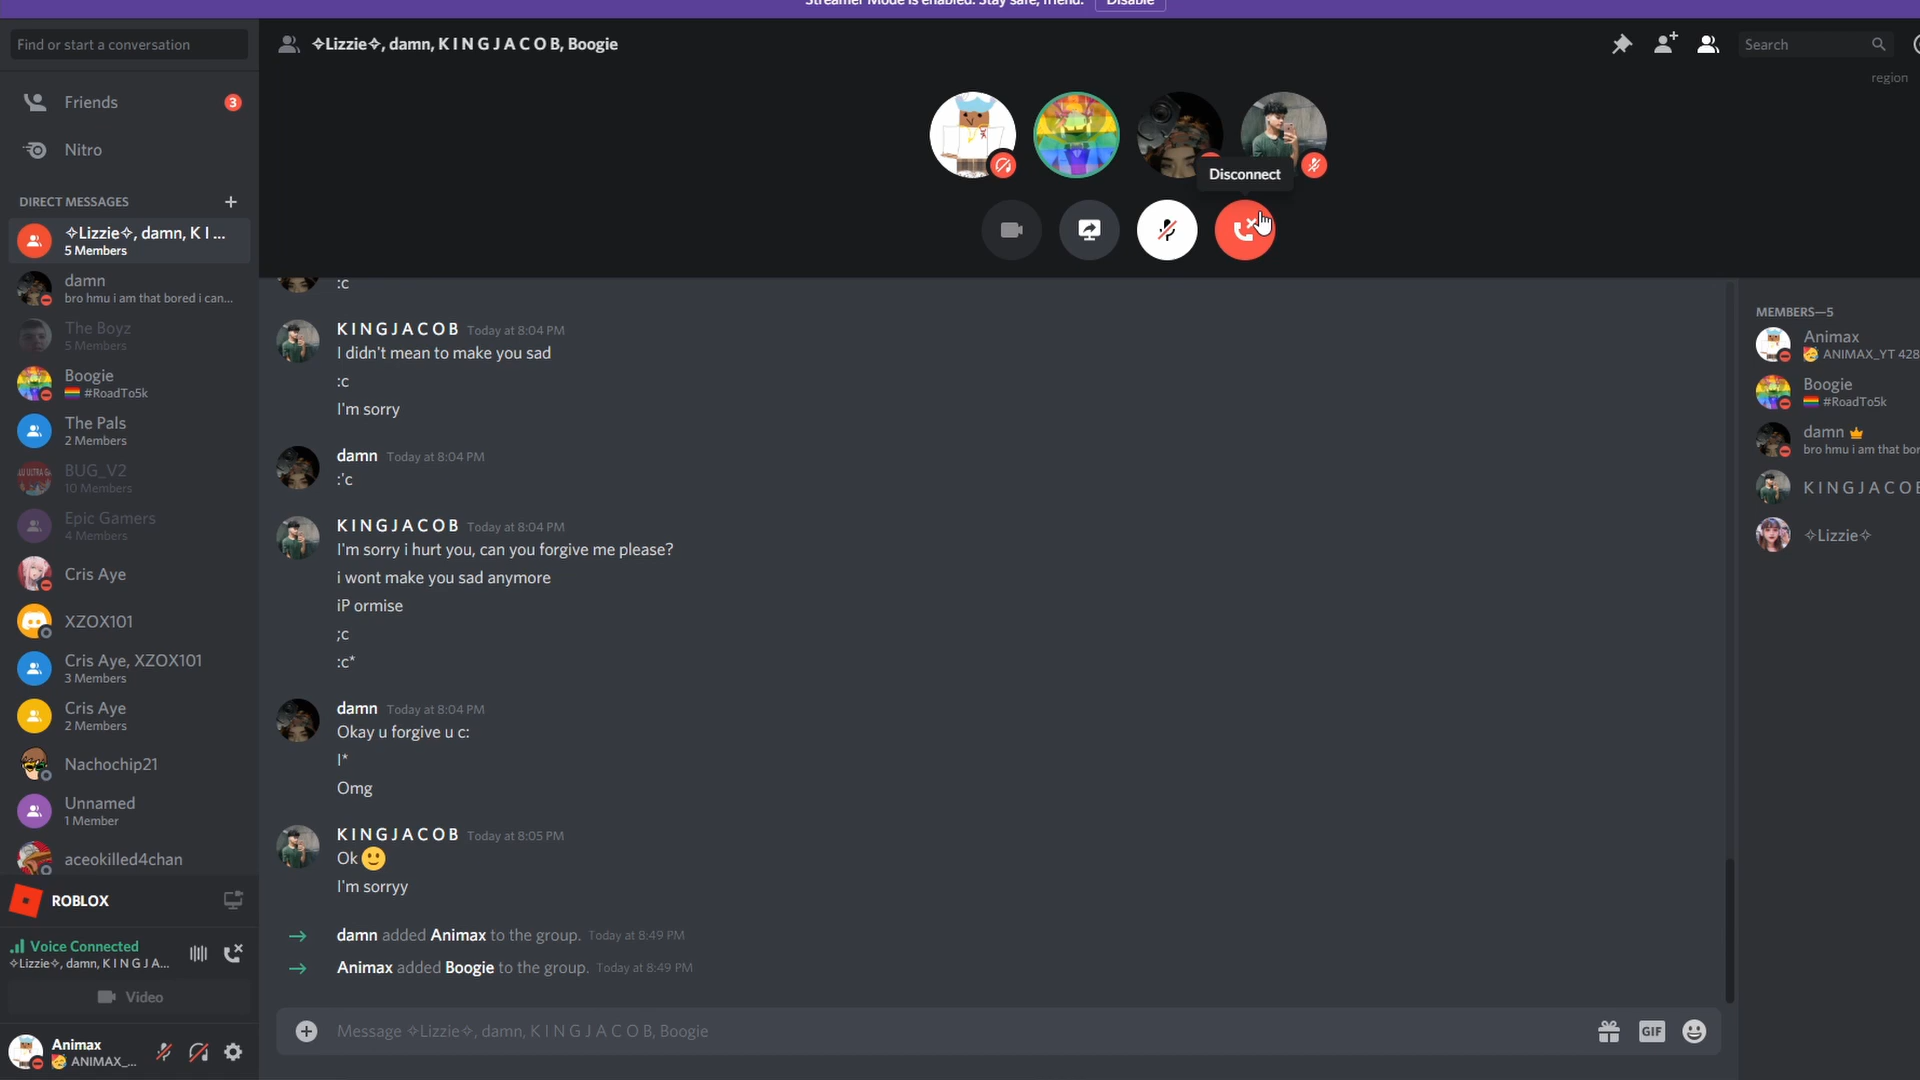 Streamer Mode is enabled. Stay safe, friend. Disable
Find or start a conversation
Friends 3
Nitro
DIRECT MESSAGES +
✧Lizzie✧, damn, K I ...
5 Members
damn
bro hmu i am that bored i can...
The Boyz
5 Members
Boogie
#RoadTo5k
The Pals
2 Members
BUG_V2
10 Members
Epic Gamers
4 Members
Cris Aye
XZOX101
Cris Aye, XZOX101
3 Members
Cris Aye
2 Members
Nachochip21
Unnamed
1 Member
aceokilled4chan
ROBLOX
Voice Connected
✧Lizzie✧, damn, K I N G J A...
Video
Animax
ANIMAX_...
✧Lizzie✧, damn, K I N G J A C O B, Boogie
Search
region
Disconnect
:c
K I N G J A C O B Today at 8:04 PM
I didn't mean to make you sad
:c
I'm sorry
damn Today at 8:04 PM
:'c
K I N G J A C O B Today at 8:04 PM
I'm sorry i hurt you, can you forgive me please?
i wont make you sad anymore
iP ormise
;c
:c*
damn Today at 8:04 PM
Okay u forgive u c:
I*
Omg
K I N G J A C O B Today at 8:05 PM
Ok🙂
I'm sorryy
damn added Animax to the group. Today at 8:49 PM
Animax added Boogie to the group. Today at 8:49 PM
Message ✧Lizzie✧, damn, K I N G J A C O B, Boogie
GIF
MEMBERS—5
Animax
ANIMAX_YT 428
Boogie
#RoadTo5k
damn
bro hmu i am that bor
K I N G J A C O B
✧Lizzie✧